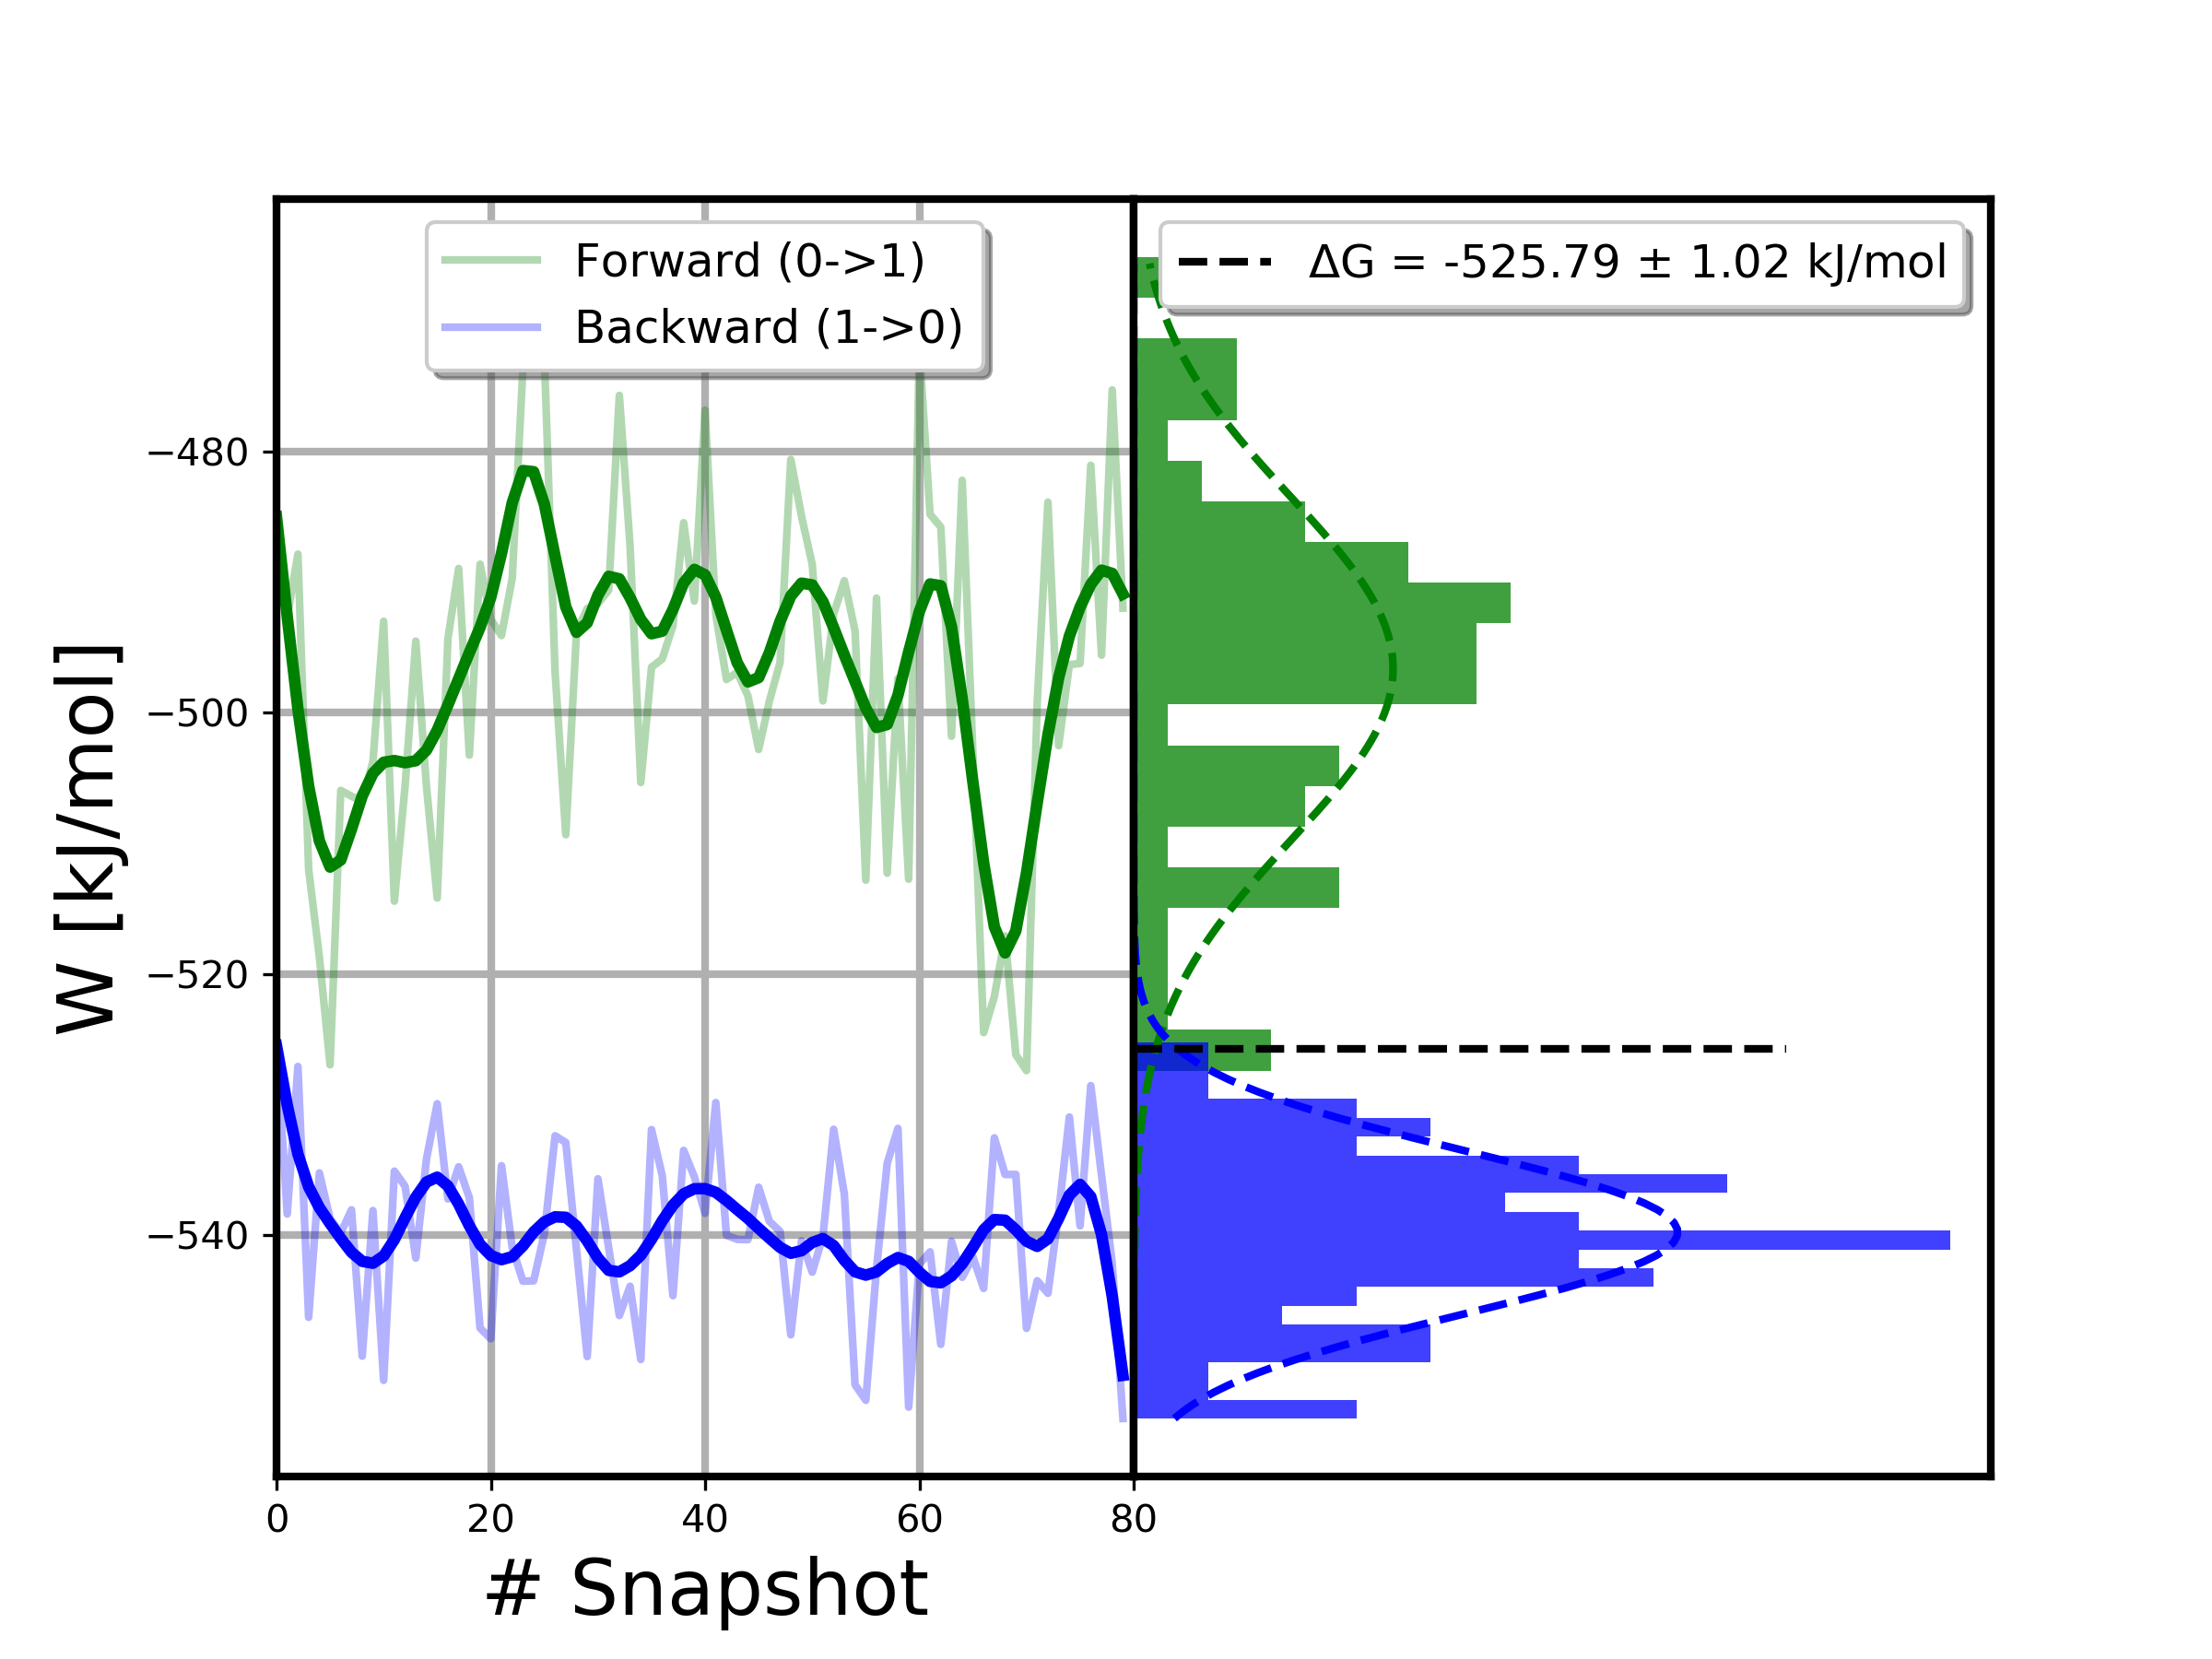 Forward (0->1)
Backward (1->0)
ΔG = -525.79 ± 1.02 kJ/mol
W [kJ/mol]
−480
−500
−520
−540
0 20 40 60 80
# Snapshot